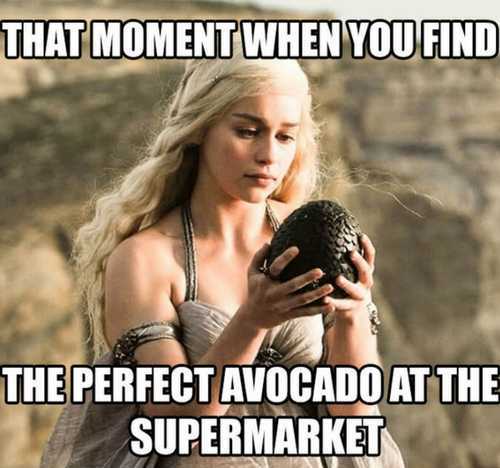 THAT MOMENT WHEN YOU FIND
THE PERFECT AVOCADO AT THE
SUPERMARKET